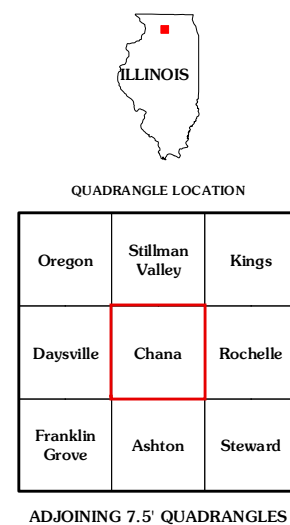 ILLINOIS
QUADRANGLE LOCATION
Oregon
Stillman
Valley
Kings
Daysville
Chana
Rochelle
Franklin
Grove
Ashton
Steward
ADJOINING 7.5' QUADRANGLES